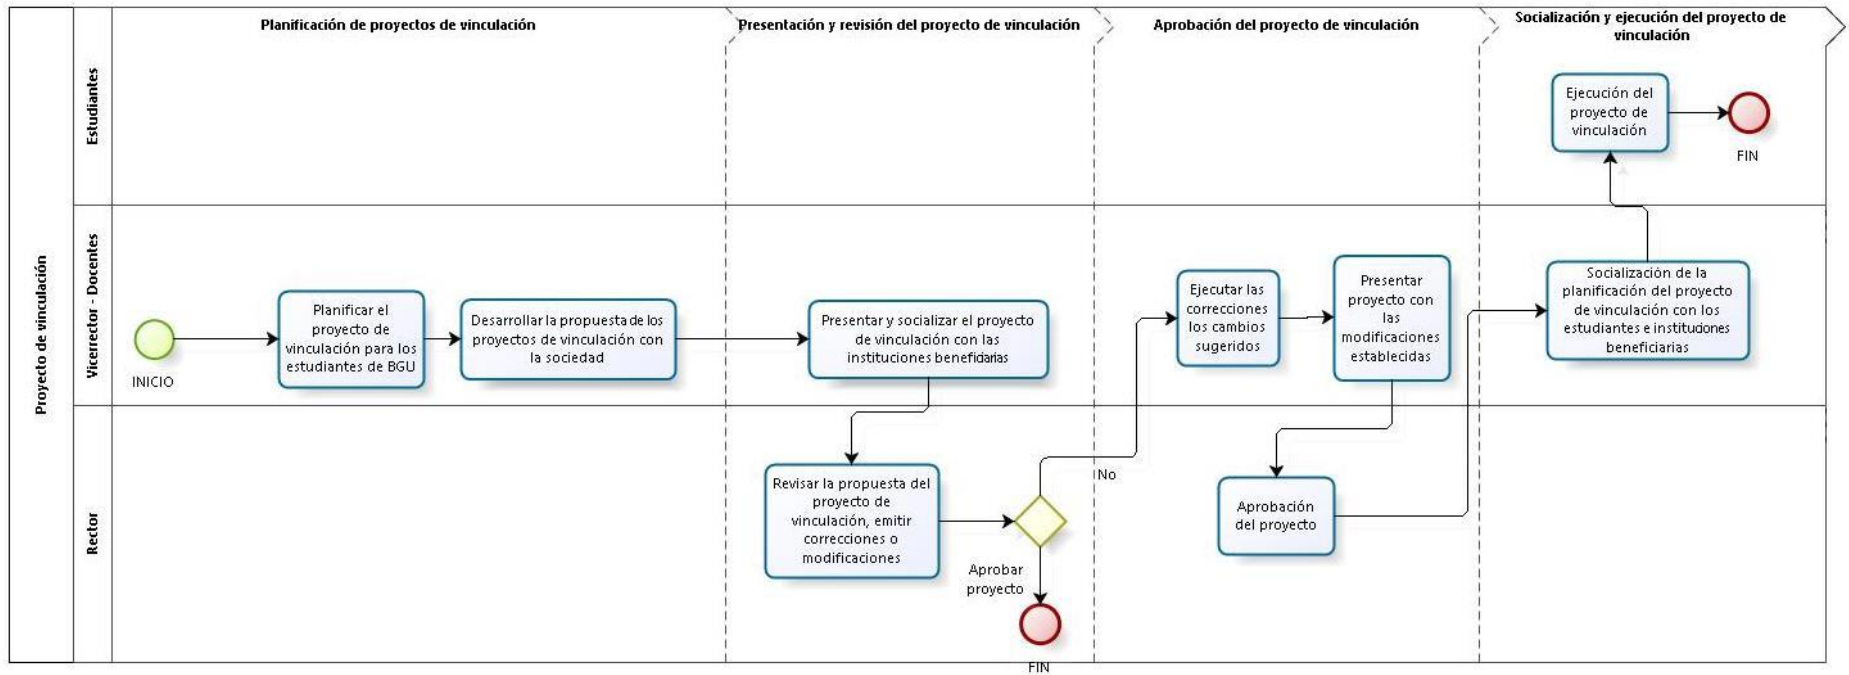 Planificación de proyectos de vinculación
Presentación y revisión del proyecto de vinculación
Aprobación del proyecto de vinculación
Socialización y ejecución del proyecto de
vinculación
Proyecto de vinculación
Estudiantes
Ejecución del
proyecto de
vinculación
FIN
Vicerrector - Docentes
INICIO
Planificar el
proyecto de
vinculación para los
estudiantes de BGU
Desarrollar la propuesta de los
proyectos de vinculación con
la sociedad
Presentar y socializar el proyecto
de vinculación con las
instituciones beneficiarias
Ejecutar las
correcciones
los cambios
sugeridos
Presentar
proyecto con
las
modificaciones
establecidas
Socialización de la
planificación del proyecto
de vinculación con los
estudiantes e instituciones
beneficiarias
Rector
Revisar la propuesta del
proyecto de
vinculación, emitir
correcciones o
modificaciones
No
Aprobar
proyecto
FIN
Aprobación
del proyecto